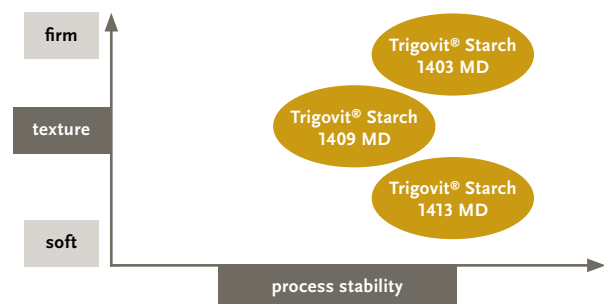 firm
Trigovit® Starch
1403 MD
texture
Trigovit® Starch
1409 MD
Trigovit® Starch
1413 MD
soft
process stability